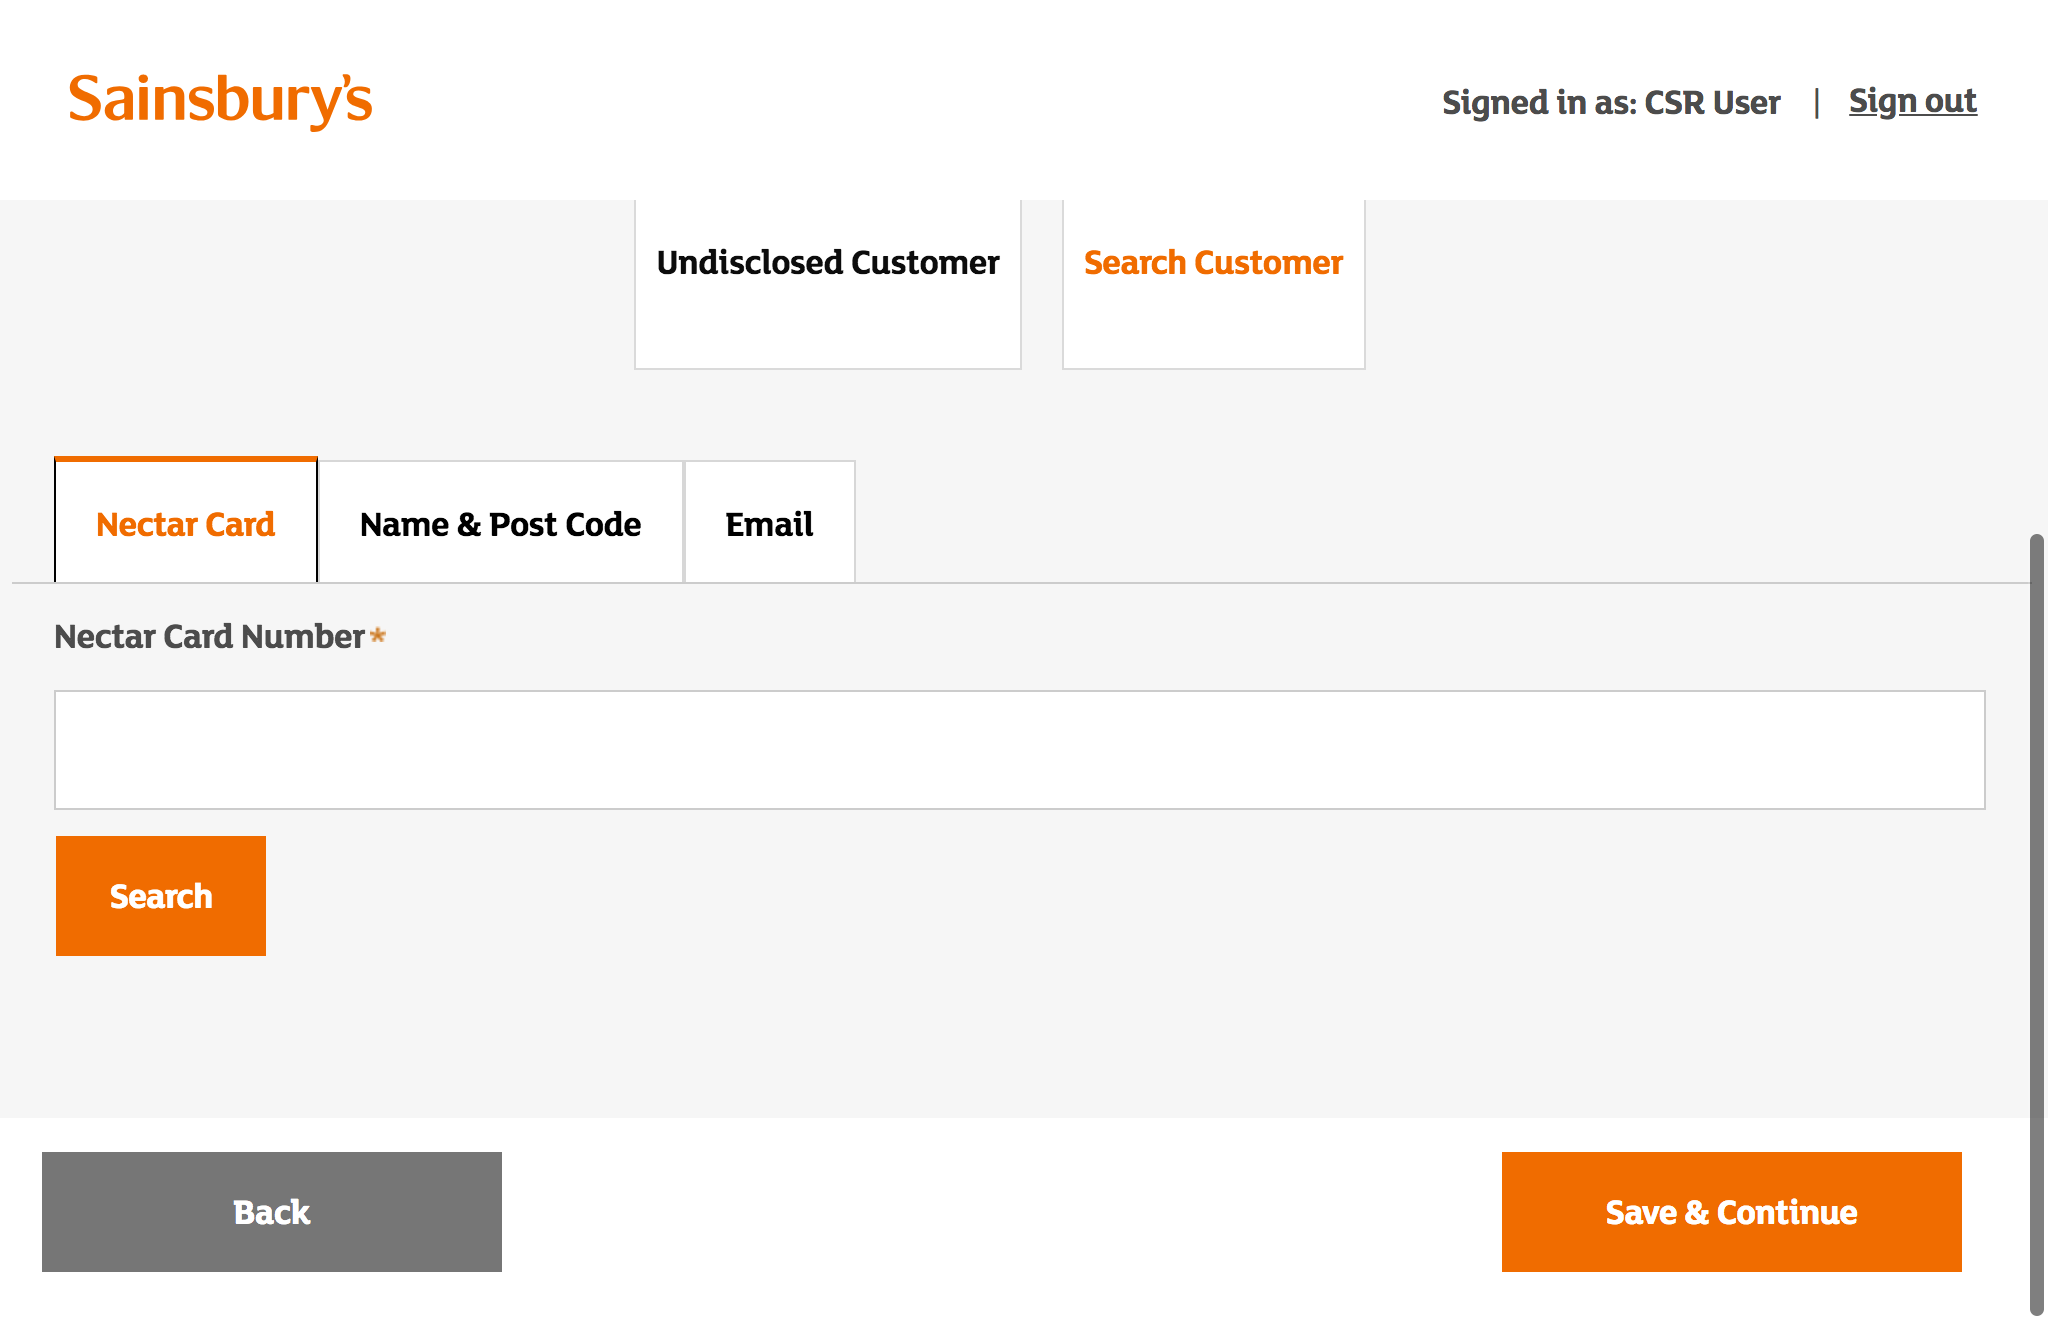 Sainsbury's
Signed in as: CSR User | Sign out
Undisclosed Customer
Search Customer
Nectar Card
Name & Post Code
Email
Nectar Card Number*
Search
Back
Save & Continue